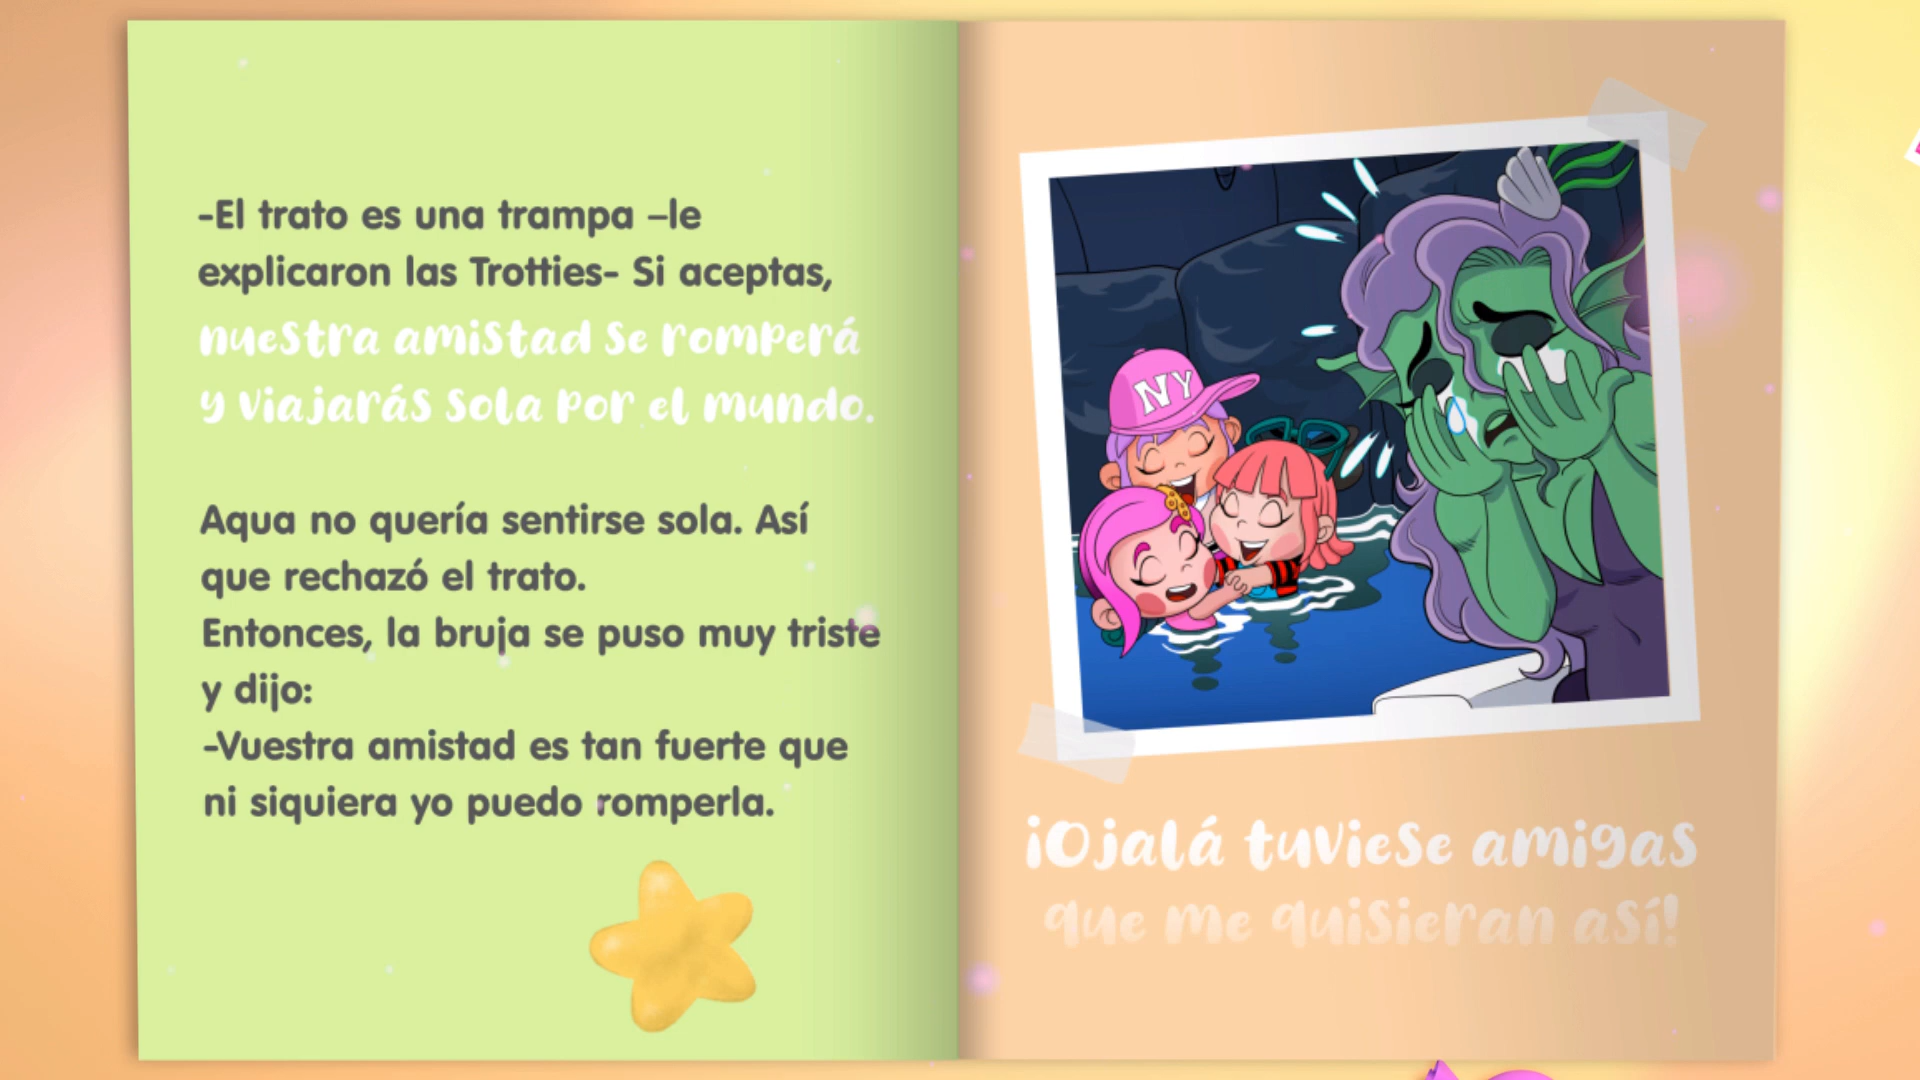 -El trato es una trampa –le
explicaron las Trotties- Si aceptas,
nuestra amistad se romperá
y viajarás sola por el mundo.
Aqua no quería sentirse sola. Así
que rechazó el trato.
Entonces, la bruja se puso muy triste
y dijo:
-Vuestra amistad es tan fuerte que
ni siquiera yo puedo romperla.
NY
¡Ojalá tuviese amigas
que me quisieran así!